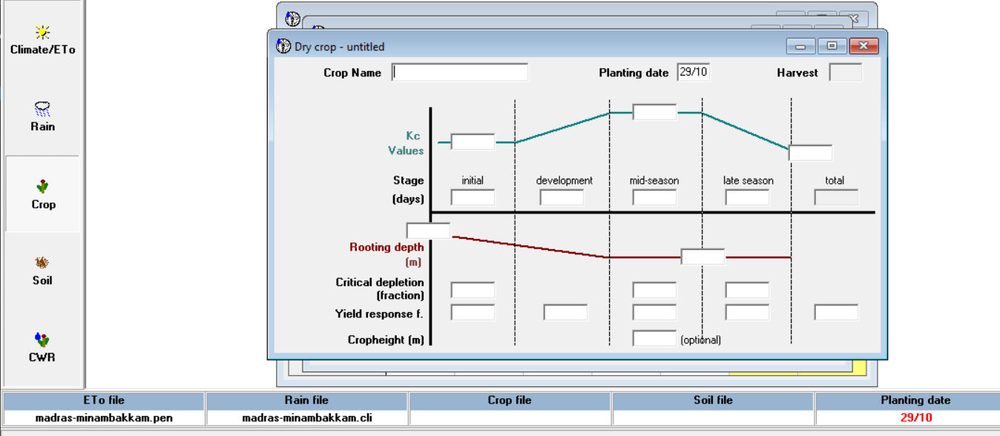 Climate/ETo
Rain
Crop
Soil
CWR
Dry crop - untitled
Crop Name
Planting date 29/10
Harvest
Kc
Values
Stage initial development mid-season late season total
(days)
Rooting depth
(m)
Critical depletion
(fraction)
Yield response f.
Cropheight (m) (optional)
ETo file Rain file Crop file Soil file Planting date
madras-minambakkam.pen madras-minambakkam.cli 29/10